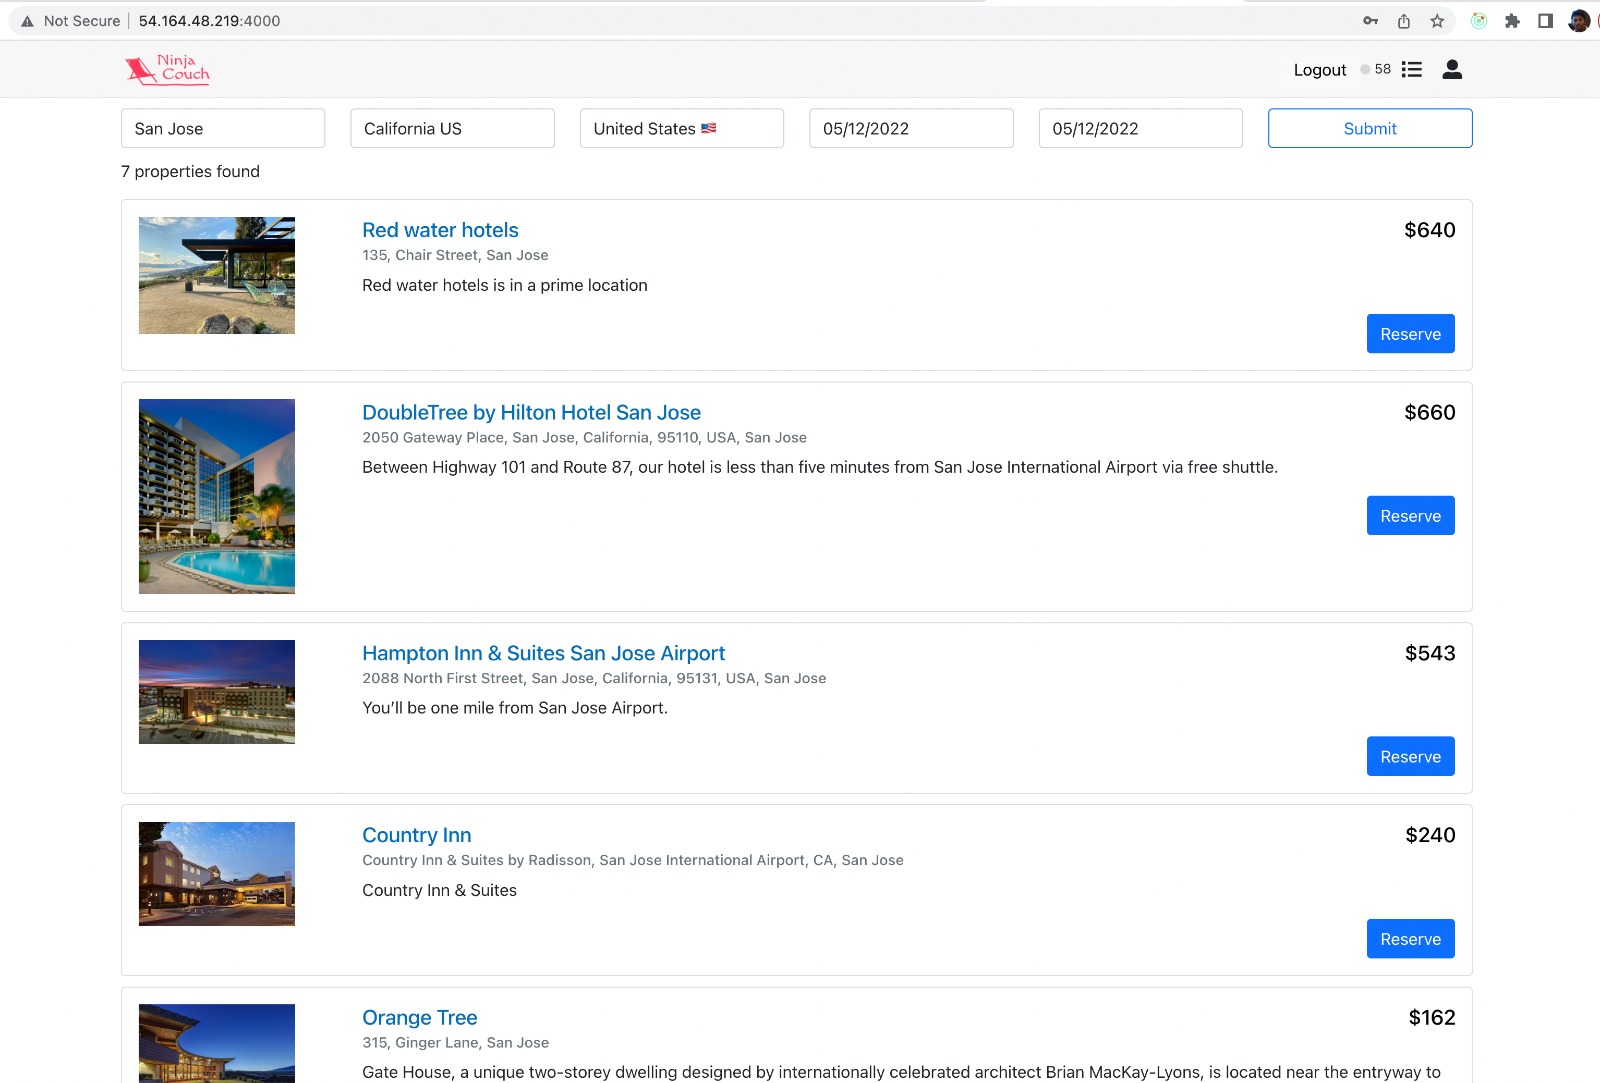 Not Secure | 54.164.48.219:4000
Ninja
Couch
Logout 58
San Jose California US United States 🇺🇸 05/12/2022 05/12/2022 Submit
7 properties found
Red water hotels $640
135, Chair Street, San Jose
Red water hotels is in a prime location
Reserve
DoubleTree by Hilton Hotel San Jose $660
2050 Gateway Place, San Jose, California, 95110, USA, San Jose
Between Highway 101 and Route 87, our hotel is less than five minutes from San Jose International Airport via free shuttle.
Reserve
Hampton Inn & Suites San Jose Airport $543
2088 North First Street, San Jose, California, 95131, USA, San Jose
You'll be one mile from San Jose Airport.
Reserve
Country Inn $240
Country Inn & Suites by Radisson, San Jose International Airport, CA, San Jose
Country Inn & Suites
Reserve
Orange Tree $162
315, Ginger Lane, San Jose
Gate House, a unique two-storey dwelling designed by internationally celebrated architect Brian MacKay-Lyons, is located near the entryway to